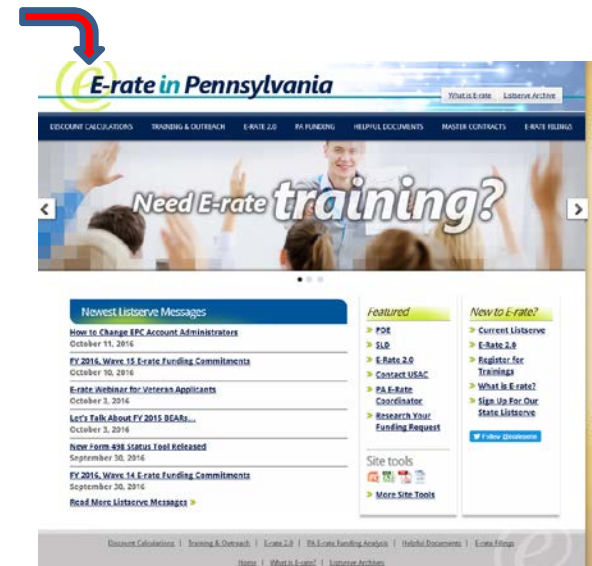 E-rate in Pennsylvania
What is E-rate Listserve Archive
DISCOUNT CALCULATIONS TRAINING & OUTREACH E-RATE 2.0 PA FUNDING HELPFUL DOCUMENTS MASTER CONTRACTS E-RATE FILINGS
Need E-rate training?
Newest Listserve Messages
How to Change EPC Account Administrators
October 11, 2016
FY 2016, Wave 15 E-rate Funding Commitments
October 10, 2016
E-rate Webinar for Veteran Applicants
October 3, 2016
Let's Talk About FY 2015 BEARs...
October 3, 2016
New Form 498 Status Tool Released
September 30, 2016
FY 2016, Wave 14 E-rate Funding Commitments
September 30, 2016
Read More Listserve Messages »
Featured
» PDE
» SLD
» E-Rate 2.0
» Contact USAC
» PA E-Rate
Coordinator
» Research Your
Funding Request
Site tools
» More Site Tools
New to E-rate?
» Current Listserve
» E-Rate 2.0
» Register for
Trainings
» What is E-rate?
» Sign Up For Our
State Listserve
Follow
Discount Calculations | Training & Outreach | E-rate 2.0 | PA E-rate Funding Analysis | Helpful Documents | E-rate Filings
Home | What is E-rate? | Listserve Archives